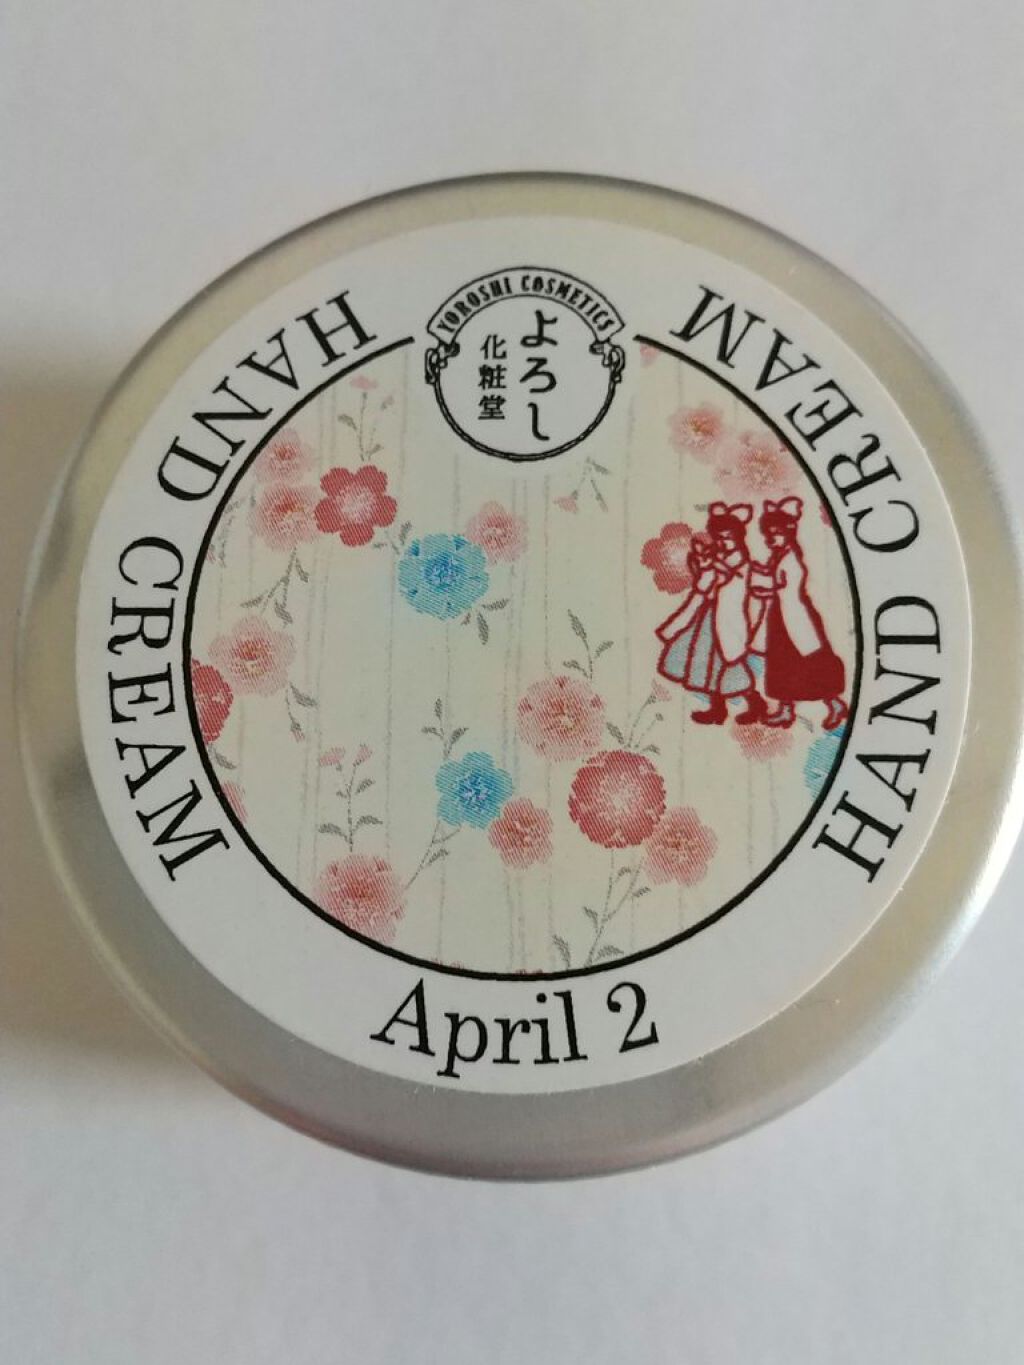 YOROSHI COSMETICS
よろし
化粧堂
HAND CREAM
HAND CREAM
April 2